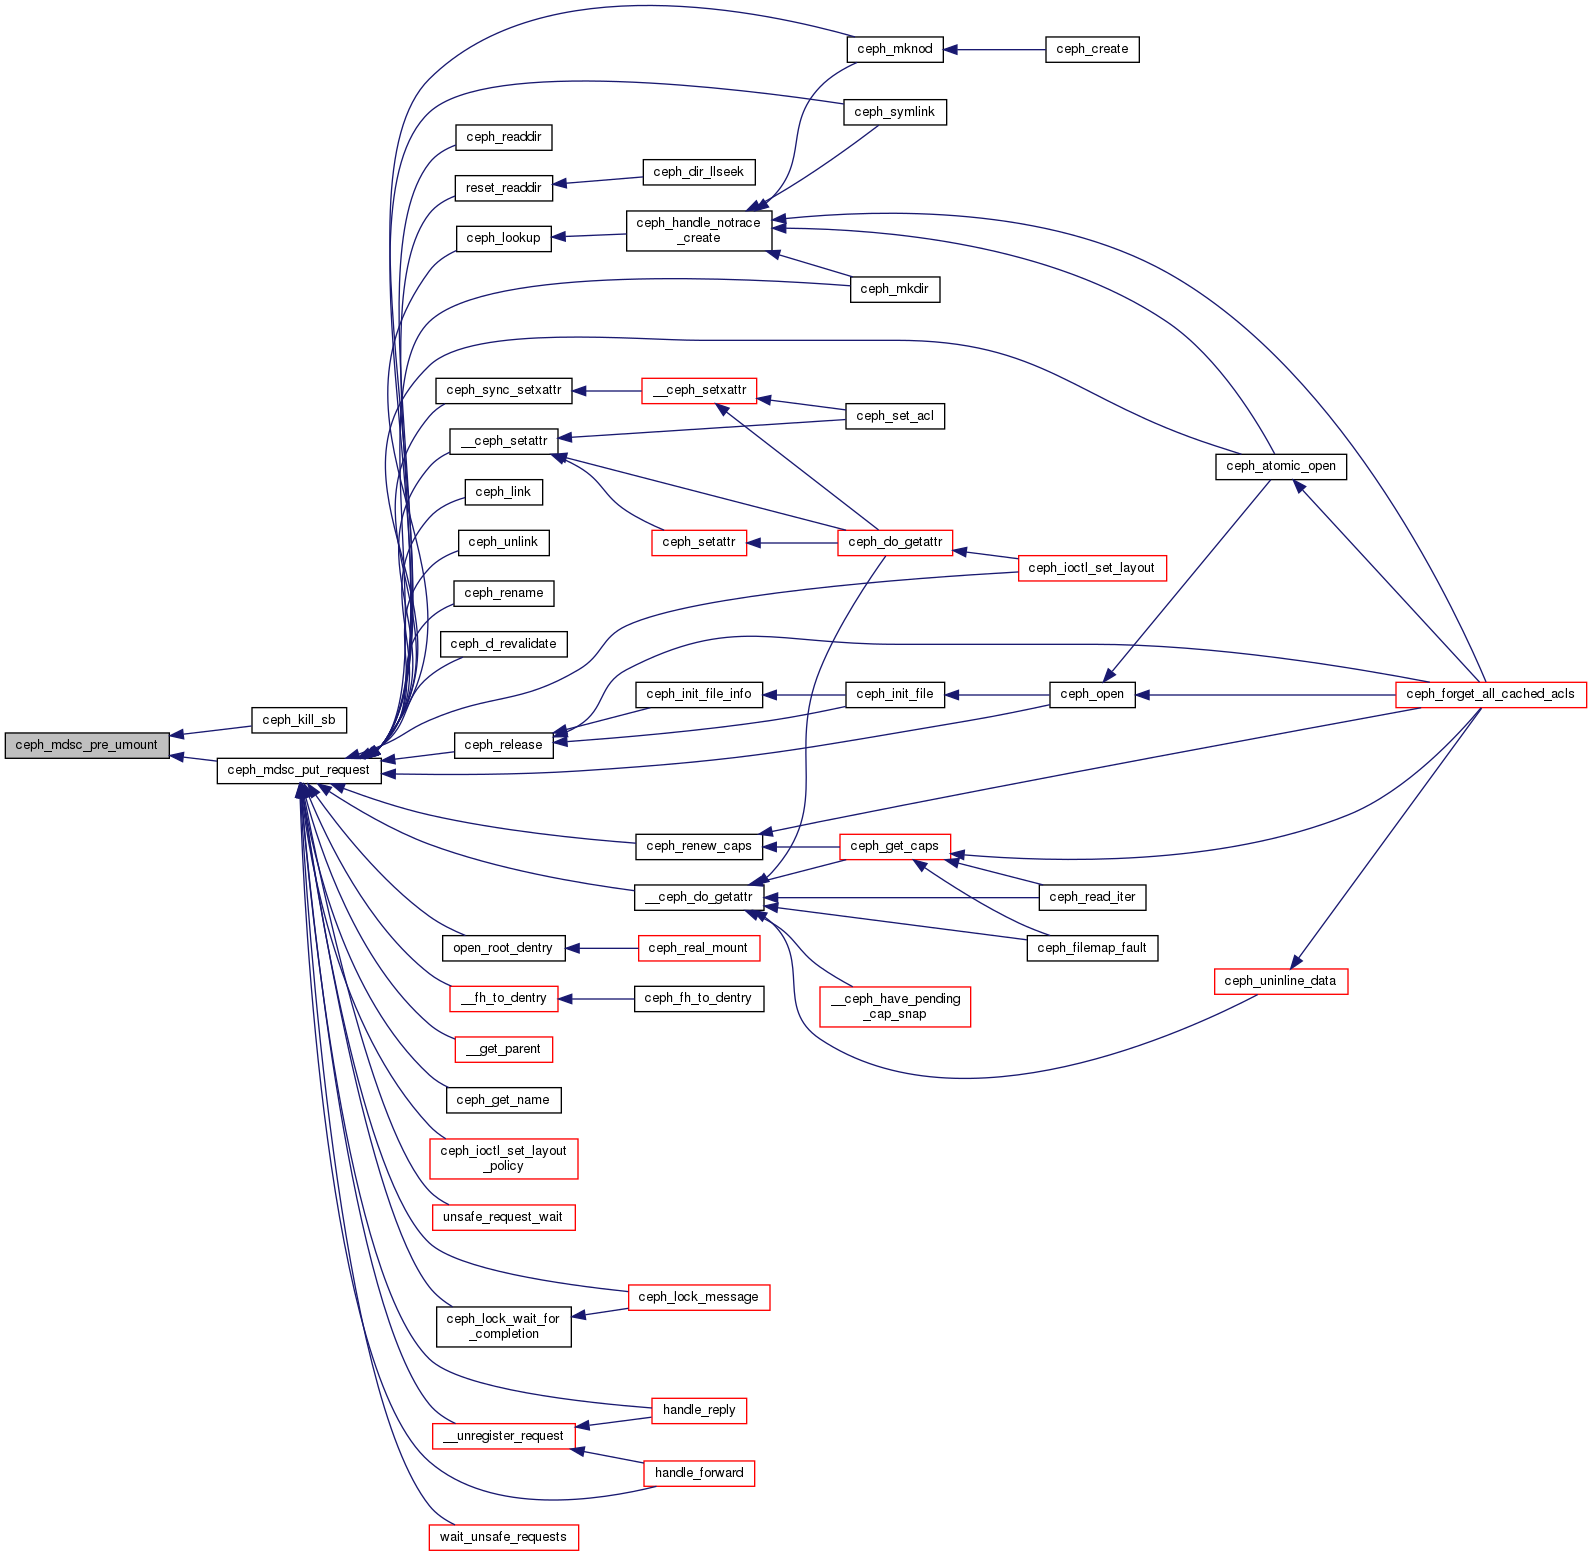 ceph_mknod
ceph_create
ceph_symlink
ceph_readdir
ceph_dir_llseek
reset_readdir
ceph_handle_notrace
_create
ceph_lookup
ceph_mkdir
ceph_sync_setxattr
__ceph_setxattr
ceph_set_acl
__ceph_setattr
ceph_atomic_open
ceph_link
ceph_unlink
ceph_setattr
ceph_do_getattr
ceph_ioctl_set_layout
ceph_rename
ceph_d_revalidate
ceph_init_file_info
ceph_init_file
ceph_open
ceph_forget_all_cached_acls
ceph_kill_sb
ceph_mdsc_pre_umount
ceph_release
ceph_mdsc_put_request
ceph_renew_caps
ceph_get_caps
__ceph_do_getattr
ceph_read_iter
open_root_dentry
ceph_real_mount
ceph_filemap_fault
ceph_uninline_data
__fh_to_dentry
ceph_fh_to_dentry
__ceph_have_pending
_cap_snap
__get_parent
ceph_get_name
ceph_ioctl_set_layout
_policy
unsafe_request_wait
ceph_lock_message
ceph_lock_wait_for
_completion
handle_reply
__unregister_request
handle_forward
wait_unsafe_requests